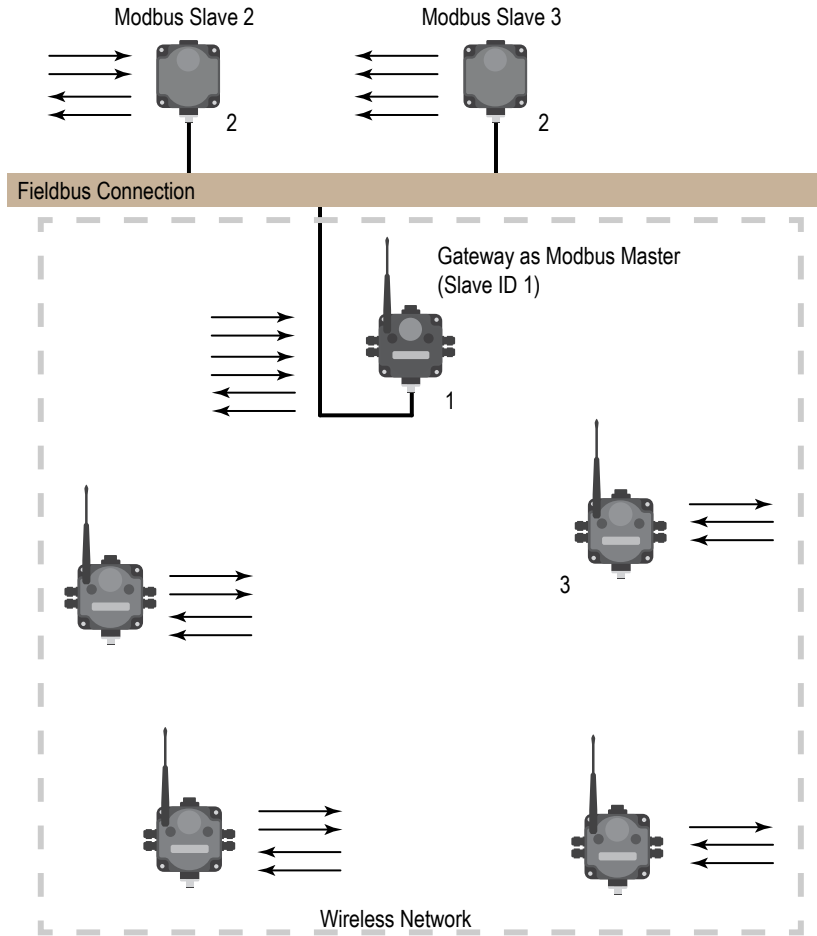 Modbus Slave 2
Modbus Slave 3
2
2
Fieldbus Connection
Gateway as Modbus Master
(Slave ID 1)
1
3
Wireless Network